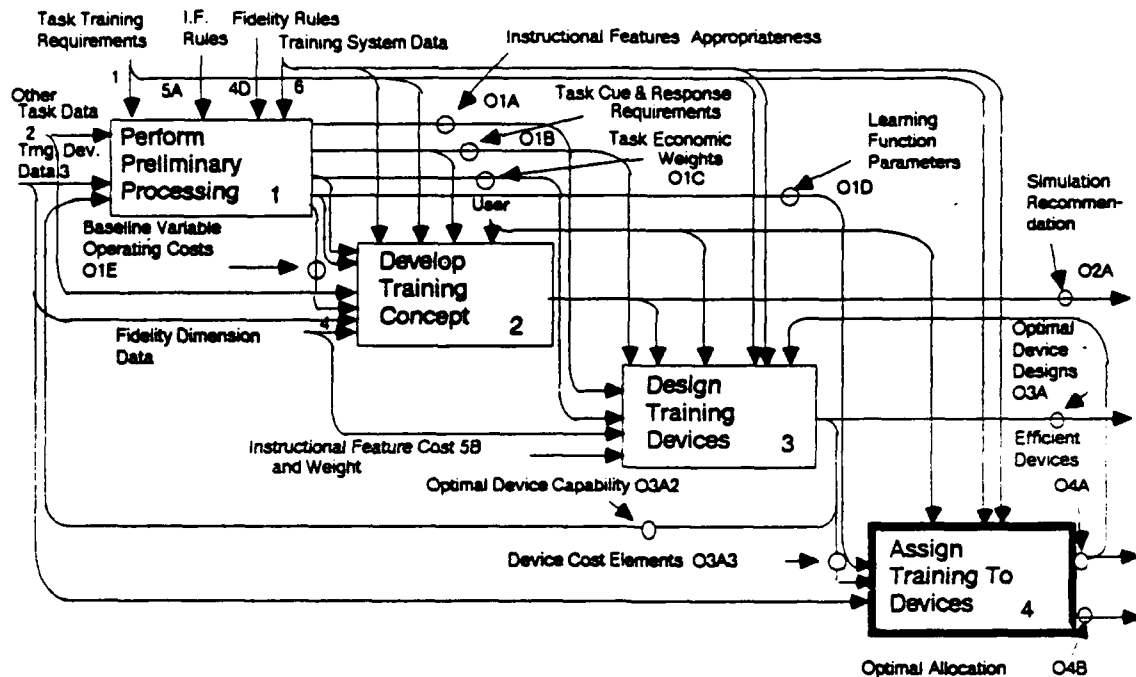 Task Training
Requirements
I.F.
Rules
Fidelity Rules
Training System Data
Instructional Features Appropriateness
1
5A
4D
6
Other
Task Data
2
Trng. Dev.
Data 3
Perform
Preliminary
Processing
1
O1A
Task Cue & Response
Requirements
O1B
Task Economic
Weights
O1C
Learning
Function
Parameters
O1D
Simulation
Recommen-
dation
O2A
User
Baseline Variable
Operating Costs
O1E
Develop
Training
Concept
2
4
Fidelity Dimension
Data
Optimal
Device
Designs
O3A
Design
Training
Devices
3
Instructional Feature Cost 5B
and Weight
Efficient
Devices
O4A
Optimal Device Capability O3A2
Device Cost Elements O3A3
Assign
Training To
Devices
4
Optimal Allocation O4B